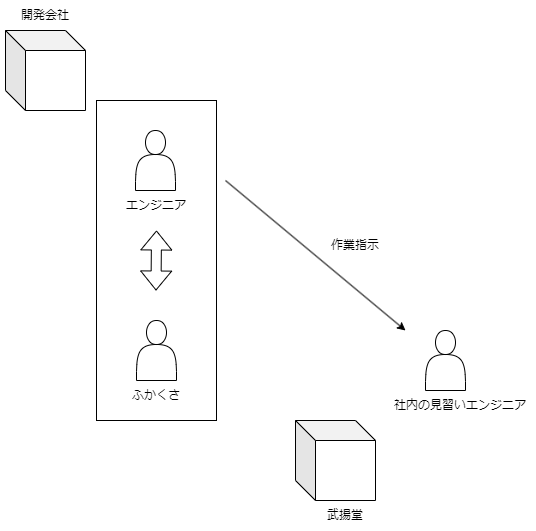 開発会社
エンジニア
作業指示
ふかくさ
社内の見習いエンジニア
武揚堂